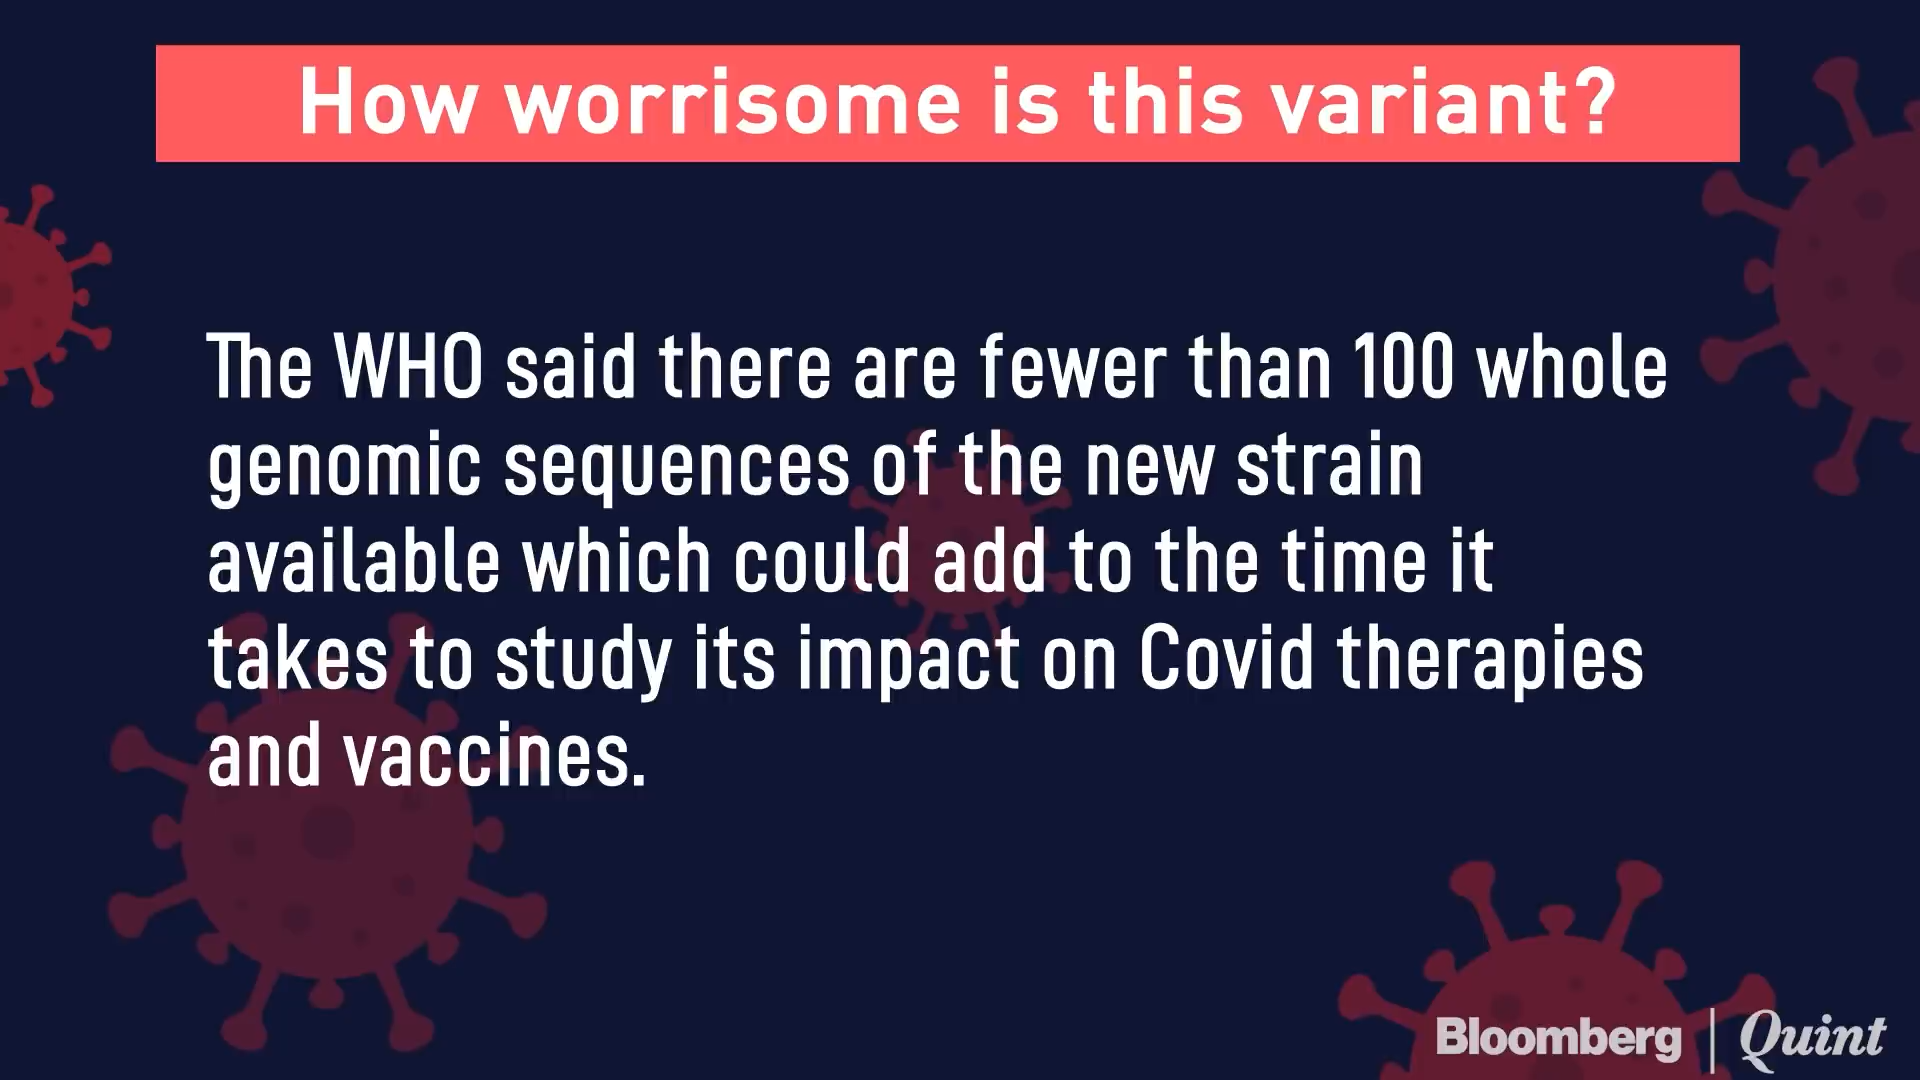 How worrisome is this variant?
The WHO said there are fewer than 100 whole
genomic sequences of the new strain
available which could add to the time it
takes to study its impact on Covid therapies
and vaccines.
Bloomberg | Quint